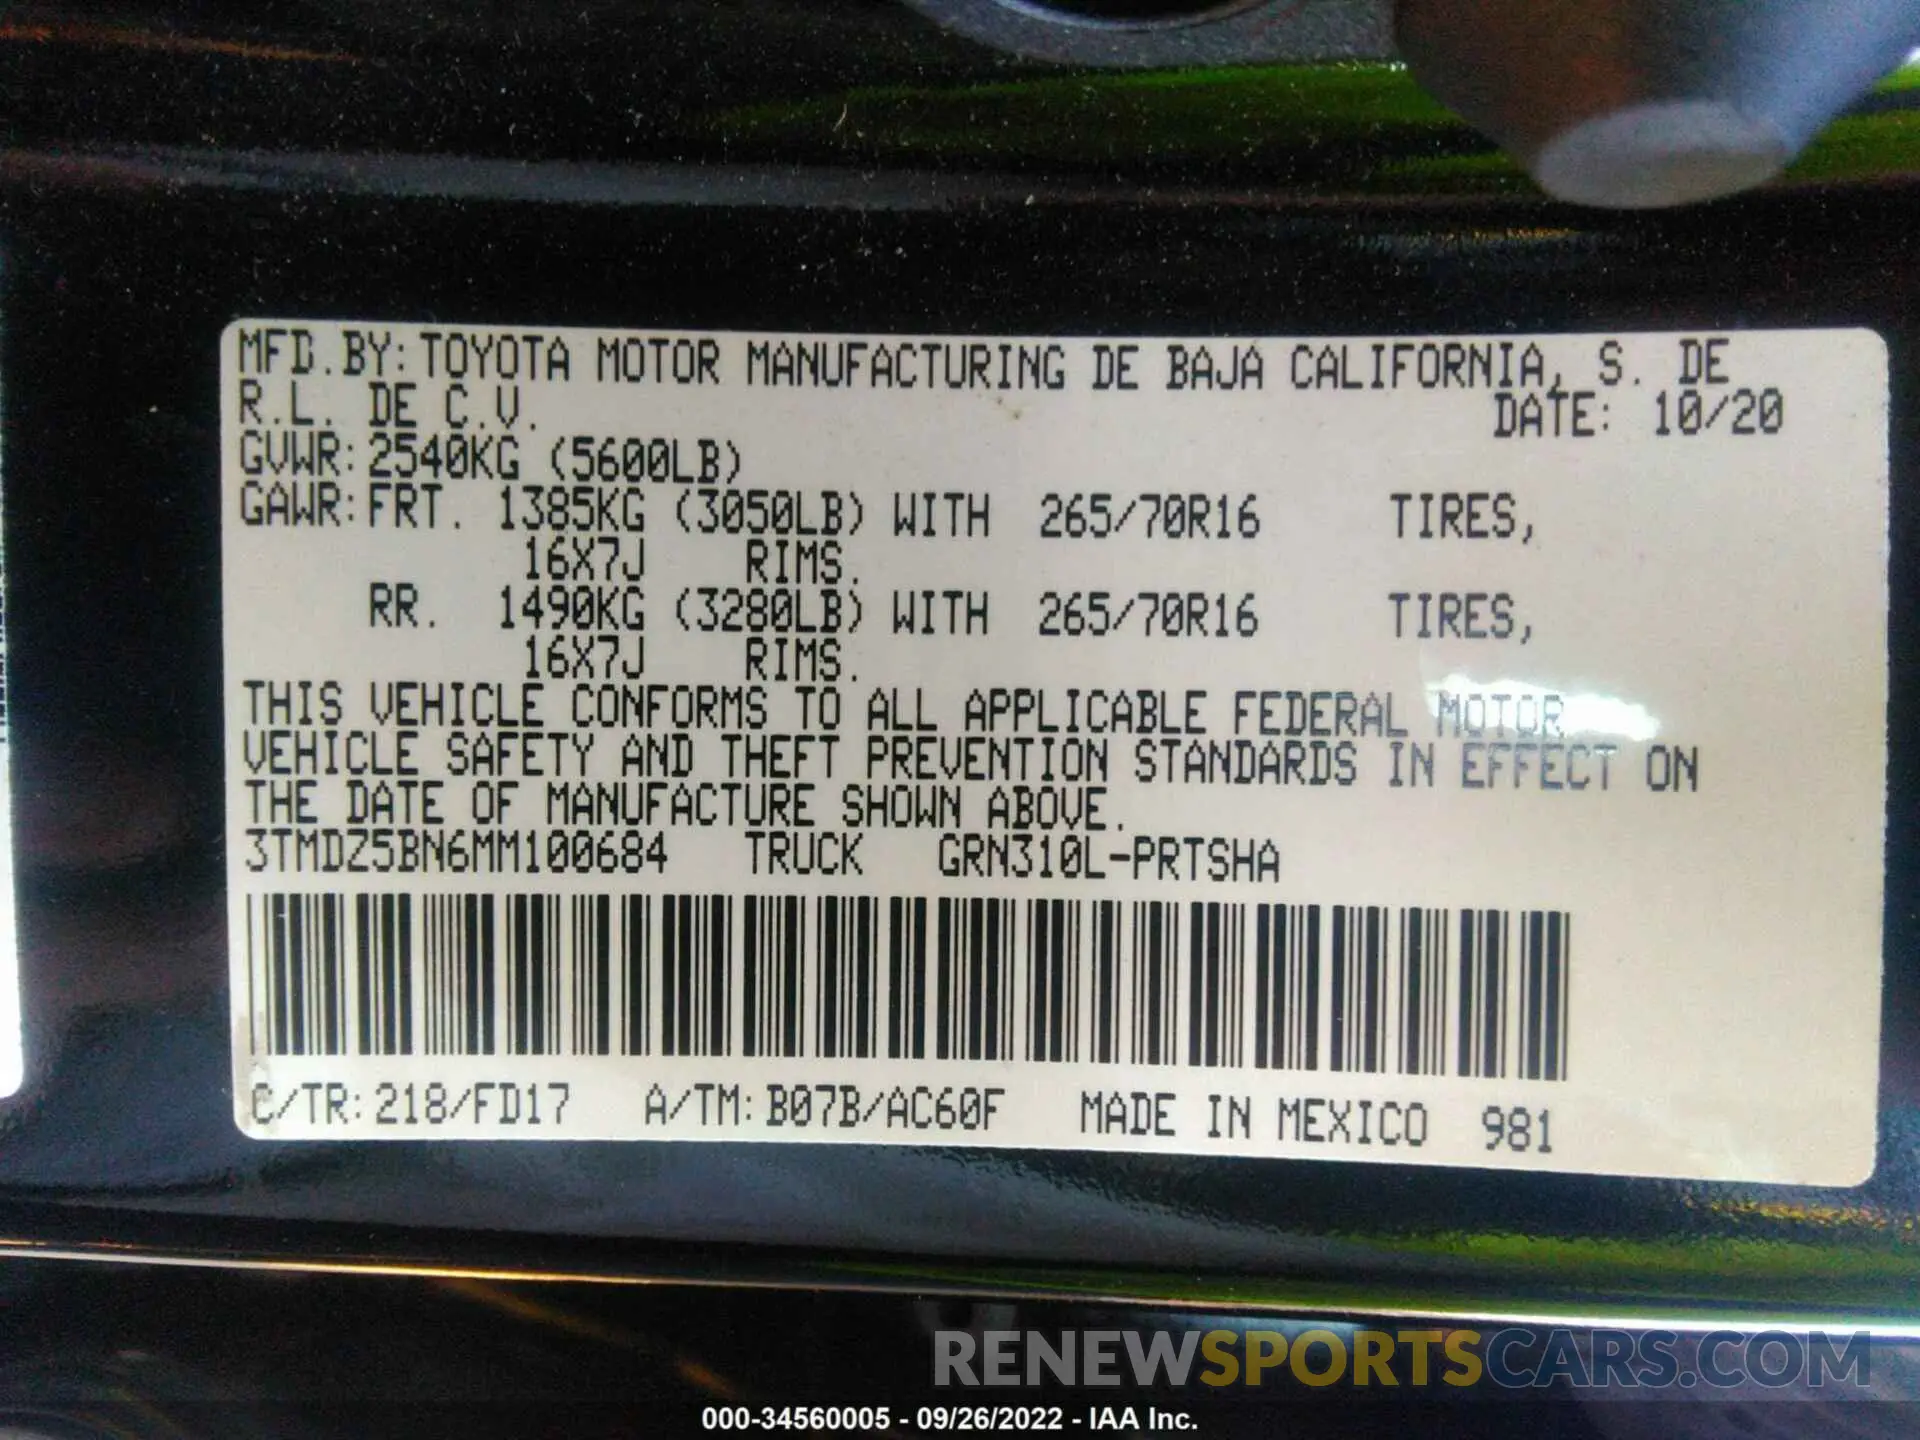 MFD.BY:TOYOTA MOTOR MANUFACTURING DE BAJA CALIFORNIA, S. DE
R.L. DE C.V. DATE: 10/20
GVWR:2540KG (5600LB)
GAWR:FRT. 1385KG (3050LB) WITH 265/70R16 TIRES,
16X7J RIMS.
RR. 1490KG (3280LB) WITH 265/70R16 TIRES,
16X7J RIMS.
THIS VEHICLE CONFORMS TO ALL APPLICABLE FEDERAL MOTOR
VEHICLE SAFETY AND THEFT PREVENTION STANDARDS IN EFFECT ON
THE DATE OF MANUFACTURE SHOWN ABOVE.
3TMDZ5BN6MM100684 TRUCK GRN310L-PRTSHA
C/TR:218/FD17 A/TM:B07B/AC60F MADE IN MEXICO 981
RENEWSPORTSCARS.COM
000-34560005 - 09/26/2022 - IAA Inc.